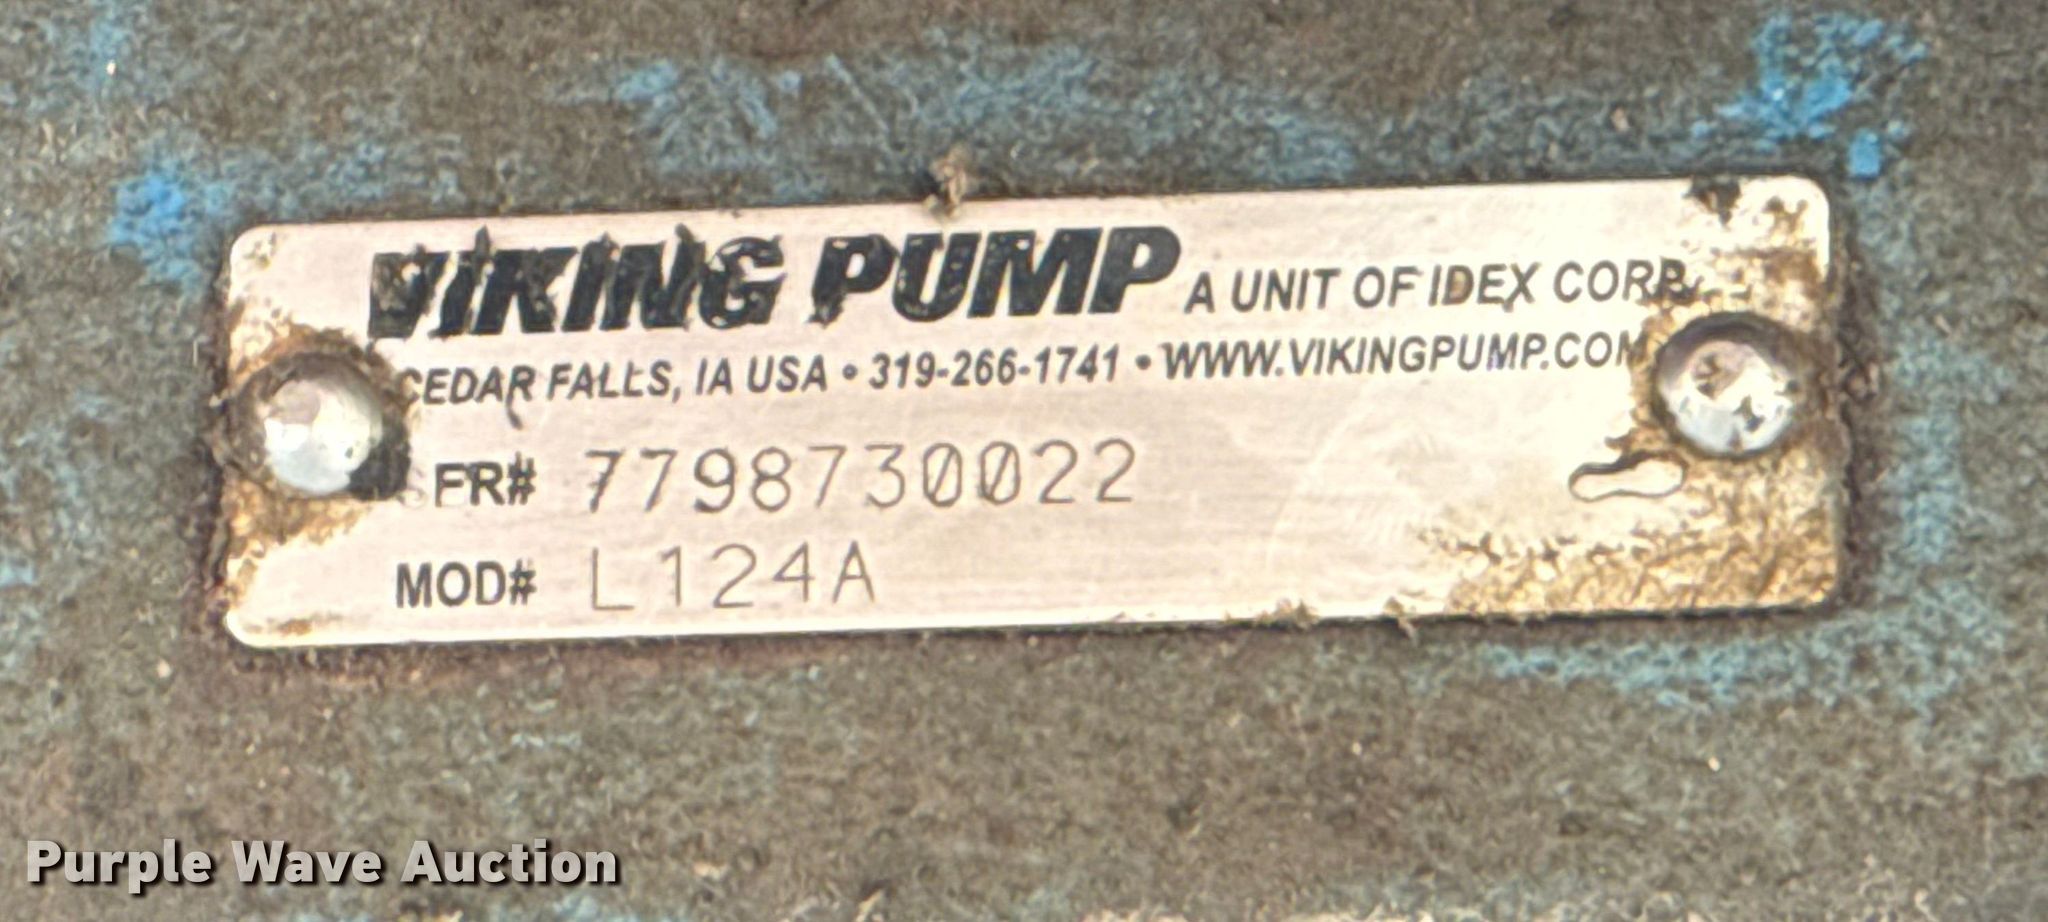 VIKING PUMP A UNIT OF IDEX CORP.
CEDAR FALLS, IA USA • 319-266-1741 • WWW.VIKINGPUMP.COM
SER# 7798730022
MOD# L124A
Purple Wave Auction